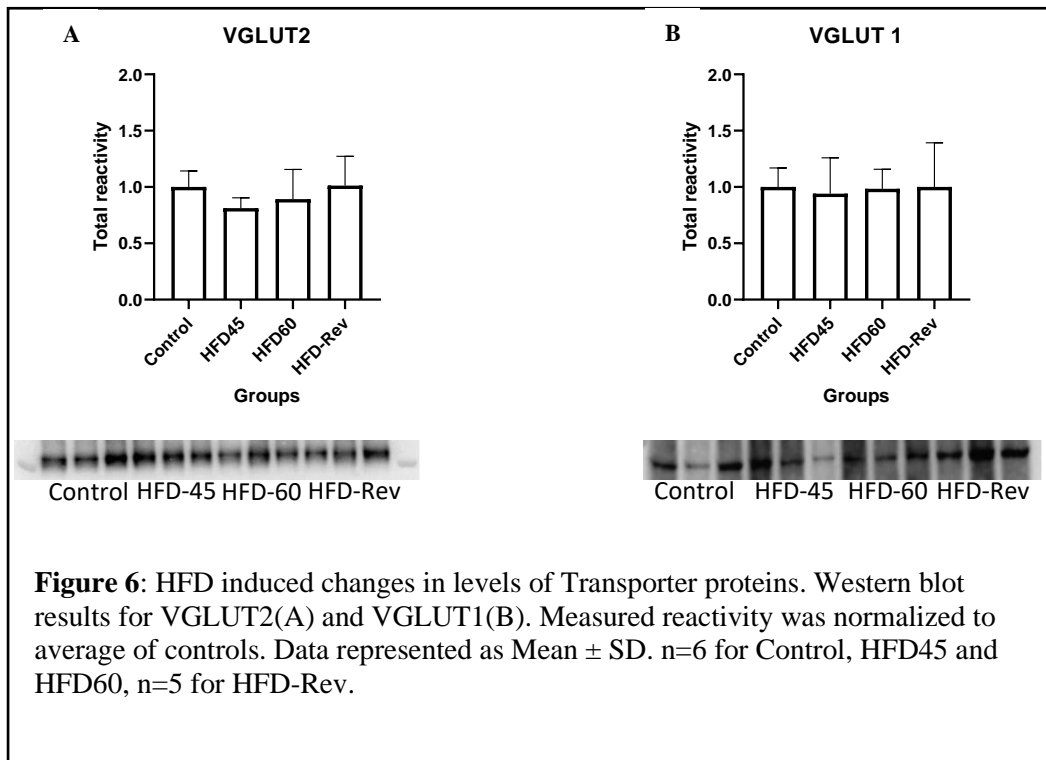 A
VGLUT2
2.0
1.5
1.0
0.5
0.0
Total reactivity
Control
HFD45
HFD60
HFD-Rev
Groups
Control HFD-45 HFD-60 HFD-Rev
B
VGLUT 1
2.0
1.5
1.0
0.5
0.0
Total reactivity
Control
HFD45
HFD60
HFD-Rev
Groups
Control HFD-45 HFD-60 HFD-Rev
Figure 6: HFD induced changes in levels of Transporter proteins. Western blot
results for VGLUT2(A) and VGLUT1(B). Measured reactivity was normalized to
average of controls. Data represented as Mean ± SD. n=6 for Control, HFD45 and
HFD60, n=5 for HFD-Rev.